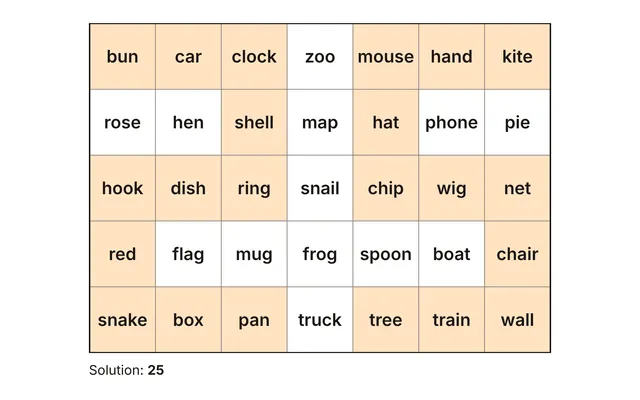 bun car clock zoo mouse hand kite
rose hen shell map hat phone pie
hook dish ring snail chip wig net
red flag mug frog spoon boat chair
snake box pan truck tree train wall
Solution: 25